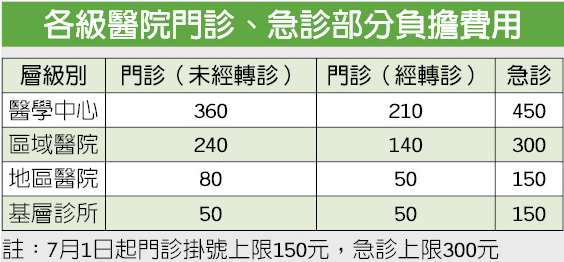 各級醫院門診、急診部分負擔費用
層級別 門診（未經轉診） 門診（經轉診） 急診
醫學中心 360 210 450
區域醫院 240 140 300
地區醫院 80 50 150
基層診所 50 50 150
註：7月1日起門診掛號上限150元，急診上限300元